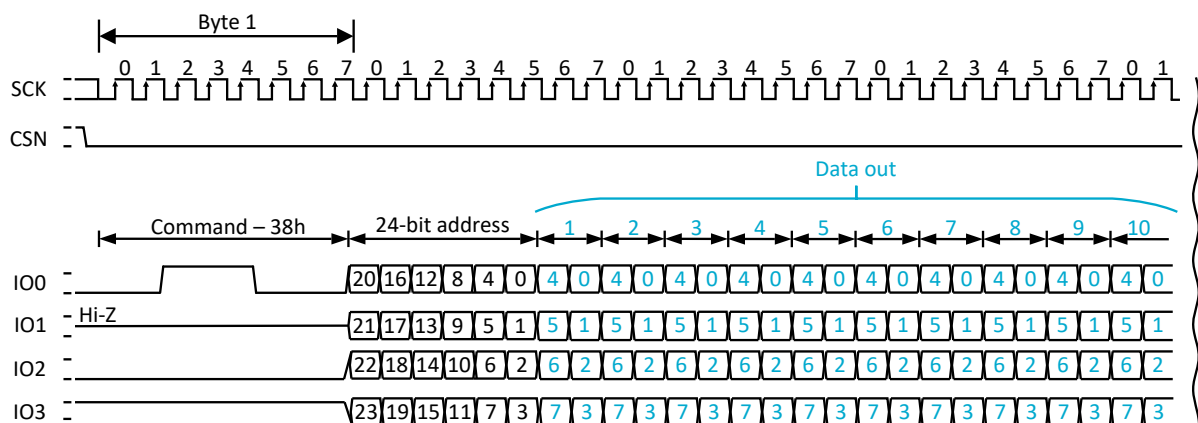 Byte 1
0 1 2 3 4 5 6 7 0 1 2 3 4 5 6 7 0 1 2 3 4 5 6 7 0 1 2 3 4 5 6 7 0 1
SCK
CSN
Data out
Command – 38h 24-bit address 1 2 3 4 5 6 7 8 9 10
IO0 20 16 12 8 4 0 4 0 4 0 4 0 4 0 4 0 4 0 4 0 4 0 4 0 4 0
IO1 Hi-Z 21 17 13 9 5 1 5 1 5 1 5 1 5 1 5 1 5 1 5 1 5 1 5 1 5 1
IO2 22 18 14 10 6 2 6 2 6 2 6 2 6 2 6 2 6 2 6 2 6 2 6 2 6 2
IO3 23 19 15 11 7 3 7 3 7 3 7 3 7 3 7 3 7 3 7 3 7 3 7 3 7 3